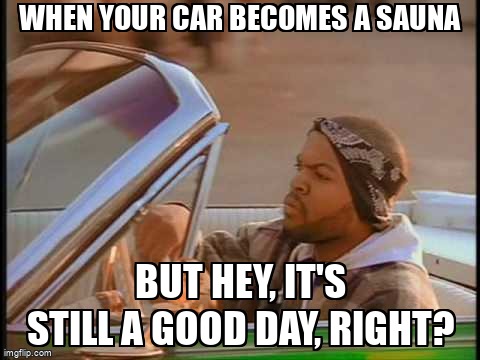 WHEN YOUR CAR BECOMES A SAUNA
BUT HEY, IT'S
STILL A GOOD DAY, RIGHT?
imgflip.com